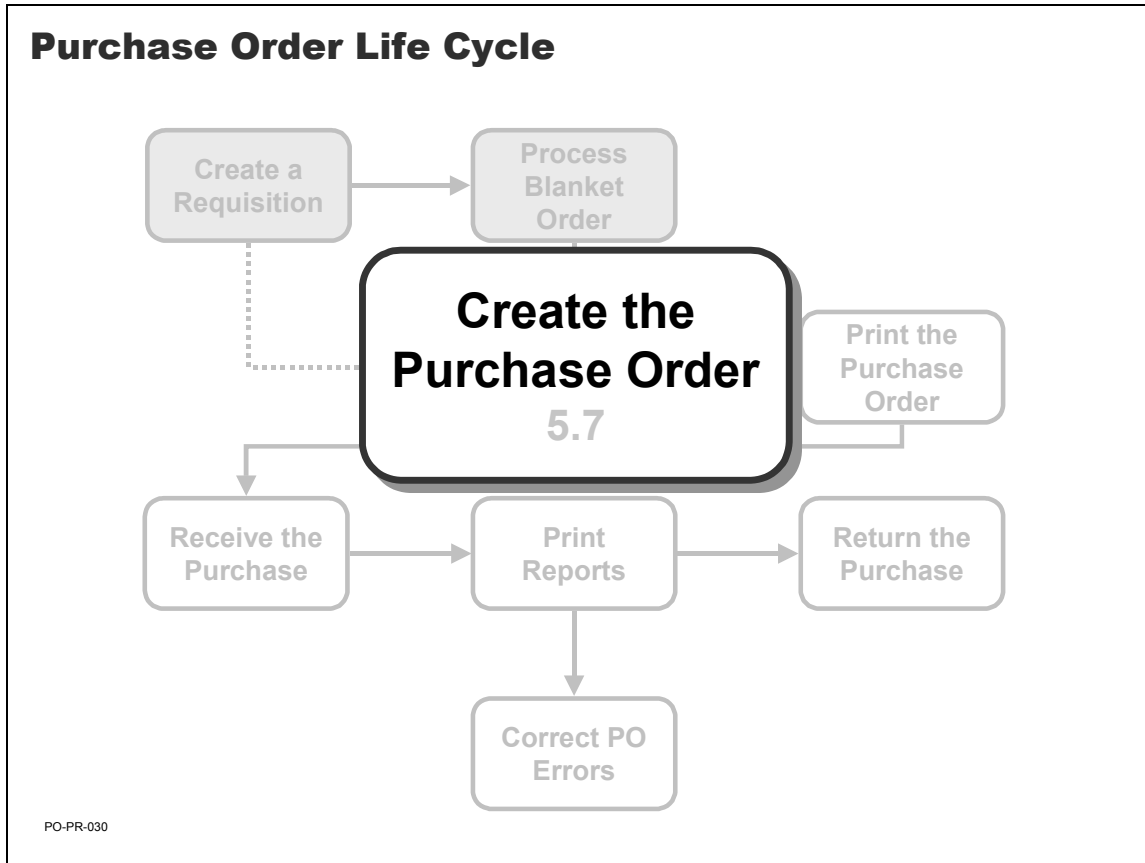 Purchase Order Life Cycle
Create a
Requisition
Process
Blanket
Order
Create the
Purchase Order
5.7
Print the
Purchase
Order
Receive the
Purchase
Print
Reports
Return the
Purchase
Correct PO
Errors
PO-PR-030